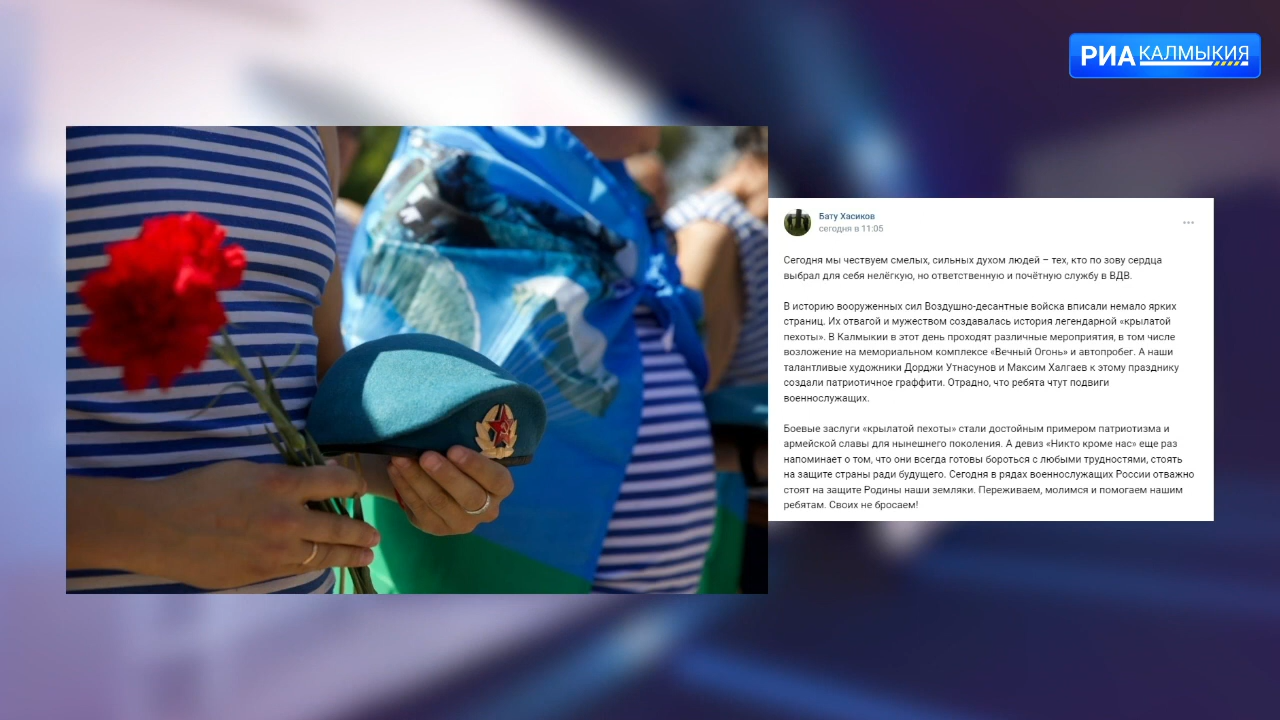 РИА КАЛМЫКИЯ
Бату Хасиков
сегодня в 11:05
Сегодня мы чествуем смелых, сильных духом людей – тех, кто по зову сердца
выбрал для себя нелёгкую, но ответственную и почётную службу в ВДВ.
В историю вооруженных сил Воздушно-десантные войска вписали немало ярких
страниц. Их отвагой и мужеством создавалась история легендарной «крылатой
пехоты». В Калмыкии в этот день проходят различные мероприятия, в том числе
возложение на мемориальном комплексе «Вечный Огонь» и автопробег. А наши
талантливые художники Дорджи Утнасунов и Максим Халгаев к этому празднику
создали патриотичное граффити. Отрадно, что ребята чтут подвиги
военнослужащих.
Боевые заслуги «крылатой пехоты» стали достойным примером патриотизма и
армейской славы для нынешнего поколения. А девиз «Никто кроме нас» еще раз
напоминает о том, что они всегда готовы бороться с любыми трудностями, стоять
на защите страны ради будущего. Сегодня в рядах военнослужащих России отважно
стоят на защите Родины наши земляки. Переживаем, молимся и помогаем нашим
ребятам. Своих не бросаем!